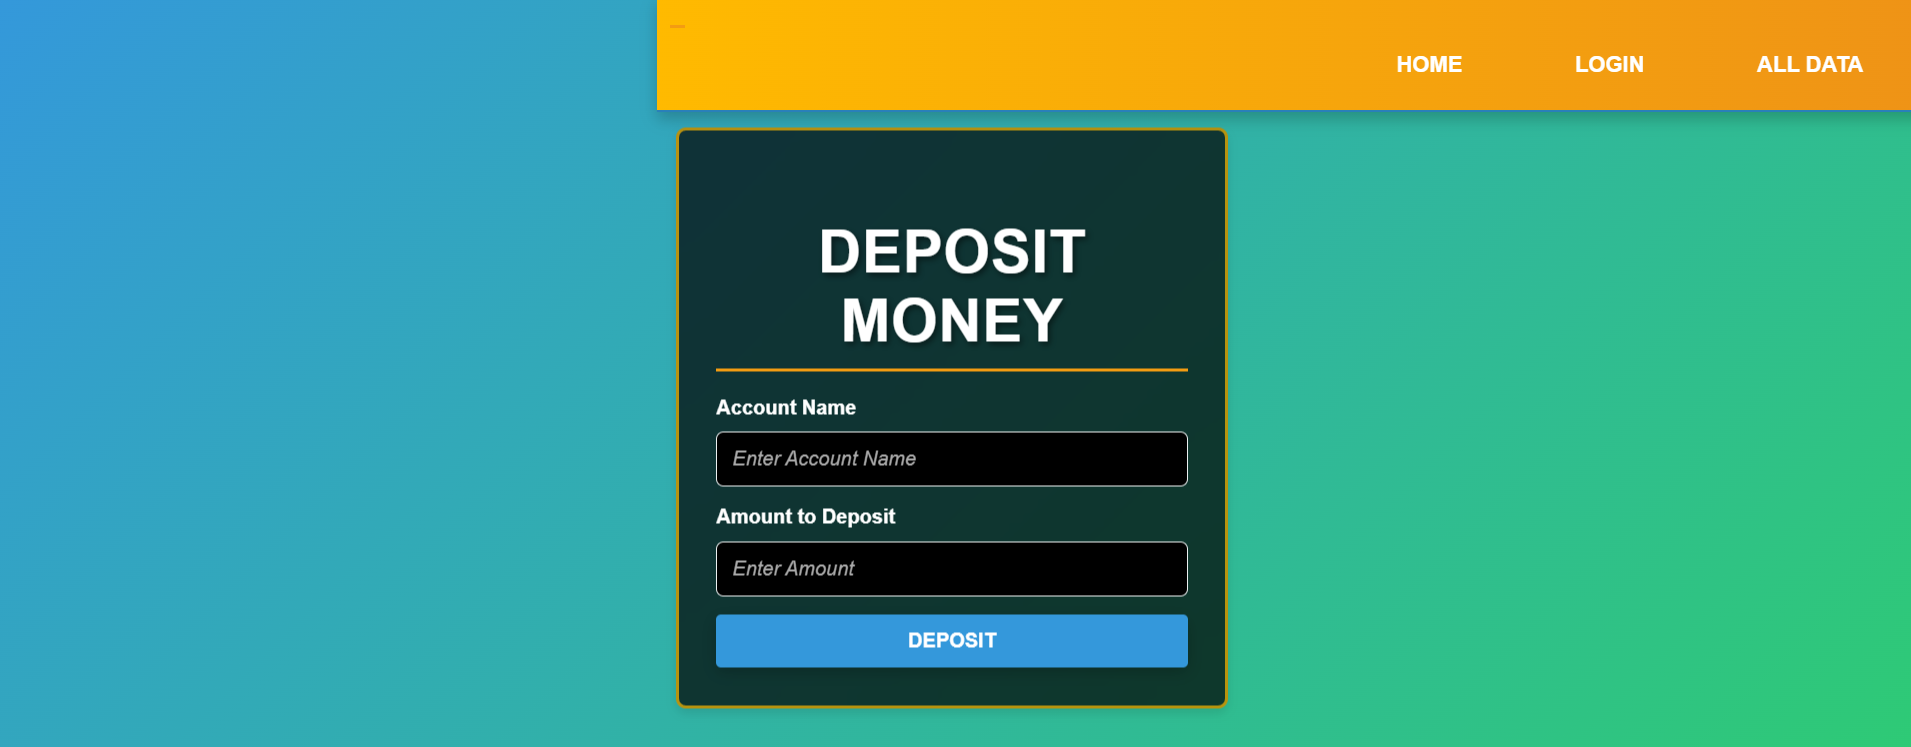 HOME LOGIN ALL DATA
DEPOSIT
MONEY
Account Name
Enter Account Name
Amount to Deposit
Enter Amount
DEPOSIT